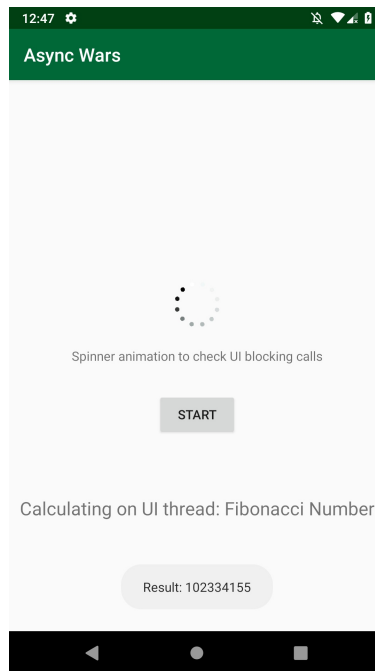 12:47
Async Wars
Spinner animation to check UI blocking calls
START
Calculating on UI thread: Fibonacci Number
Result: 102334155